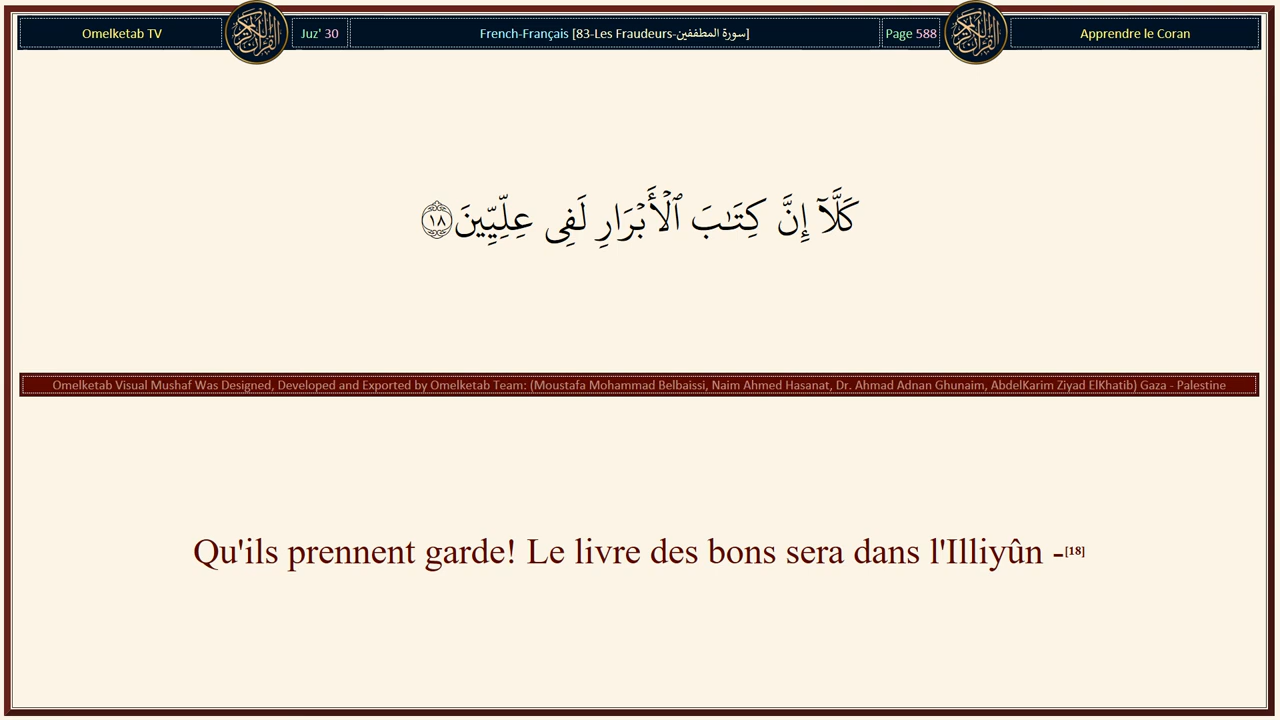 Omelketab TV
Juz' 30
French-Français [83-Les Fraudeurs-سورة المطففين]
Page 588
Apprendre le Coran
كَلَّآ إِنَّ كِتَٰبَ ٱلْأَبْرَارِ لَفِى عِلِّيِّينَ ١٨
Omelketab Visual Mushaf Was Designed, Developed and Exported by Omelketab Team: (Moustafa Mohammad Belbaissi, Naim Ahmed Hasanat, Dr. Ahmad Adnan Ghunaim, AbdelKarim Ziyad ElKhatib) Gaza - Palestine
Qu'ils prennent garde! Le livre des bons sera dans l'Illiyûn -[18]